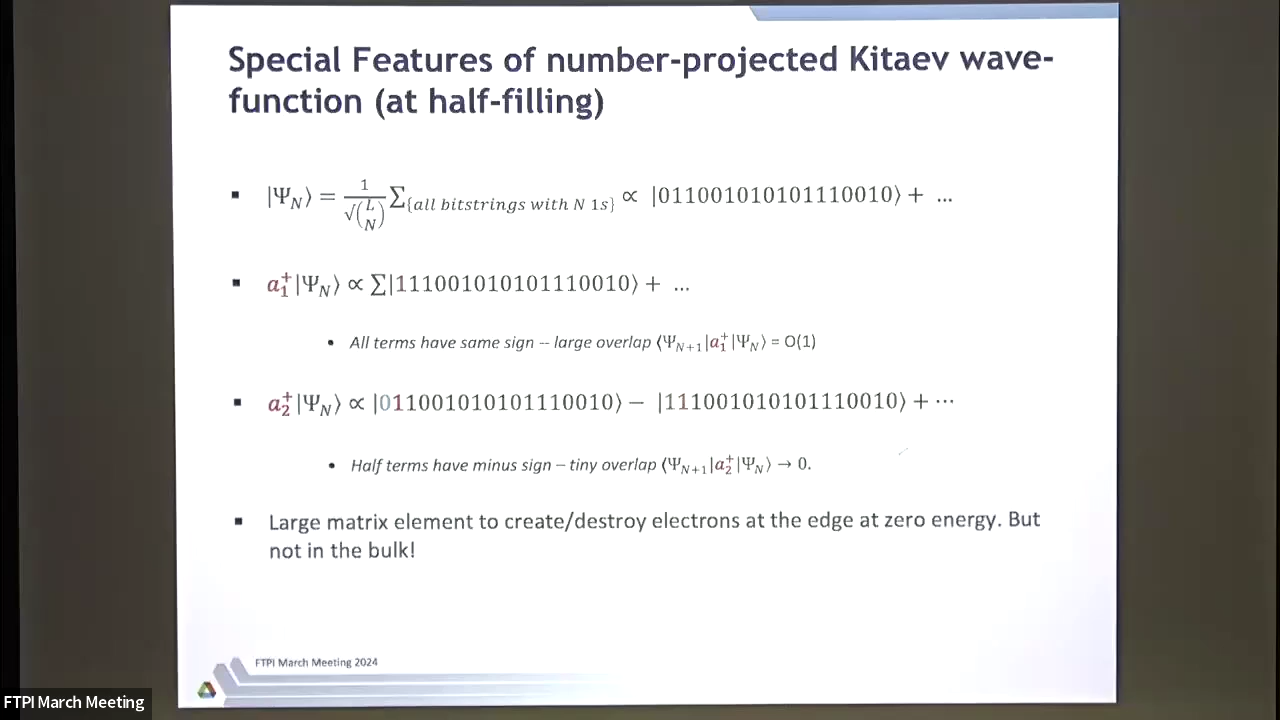 Special Features of number-projected Kitaev wave-
function (at half-filling)
▪ |Ψ_N⟩ = 1/√(L N) ∑_{all bitstrings with N 1s} ∝ |011001010101110010⟩ + …
▪ a₁⁺|Ψ_N⟩ ∝ ∑|111001010101110010⟩ + …
• All terms have same sign -- large overlap ⟨Ψ_{N+1}|a₁⁺|Ψ_N⟩ = O(1)
▪ a₂⁺|Ψ_N⟩ ∝ |011001010101110010⟩ − |111001010101110010⟩ + ⋯
• Half terms have minus sign – tiny overlap ⟨Ψ_{N+1}|a₂⁺|Ψ_N⟩ → 0.
▪ Large matrix element to create/destroy electrons at the edge at zero energy. But
not in the bulk!
FTPI March Meeting 2024
FTPI March Meeting